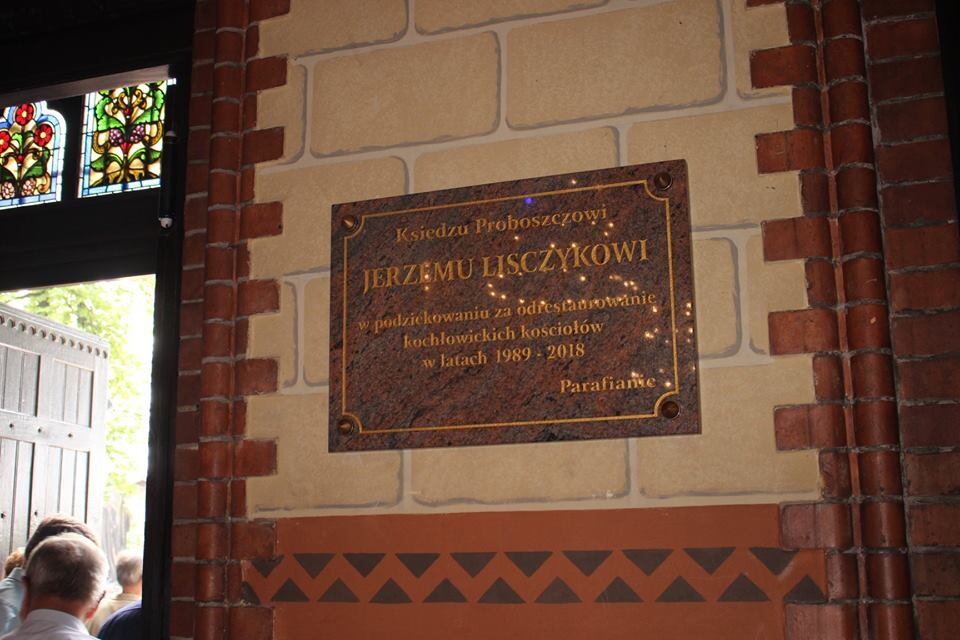 Księdzu Proboszczowi
JERZEMU LISCZYKOWI
w podziękowaniu za odrestaurowanie
kochłowickich kościołów
w latach 1989 - 2018
Parafianie